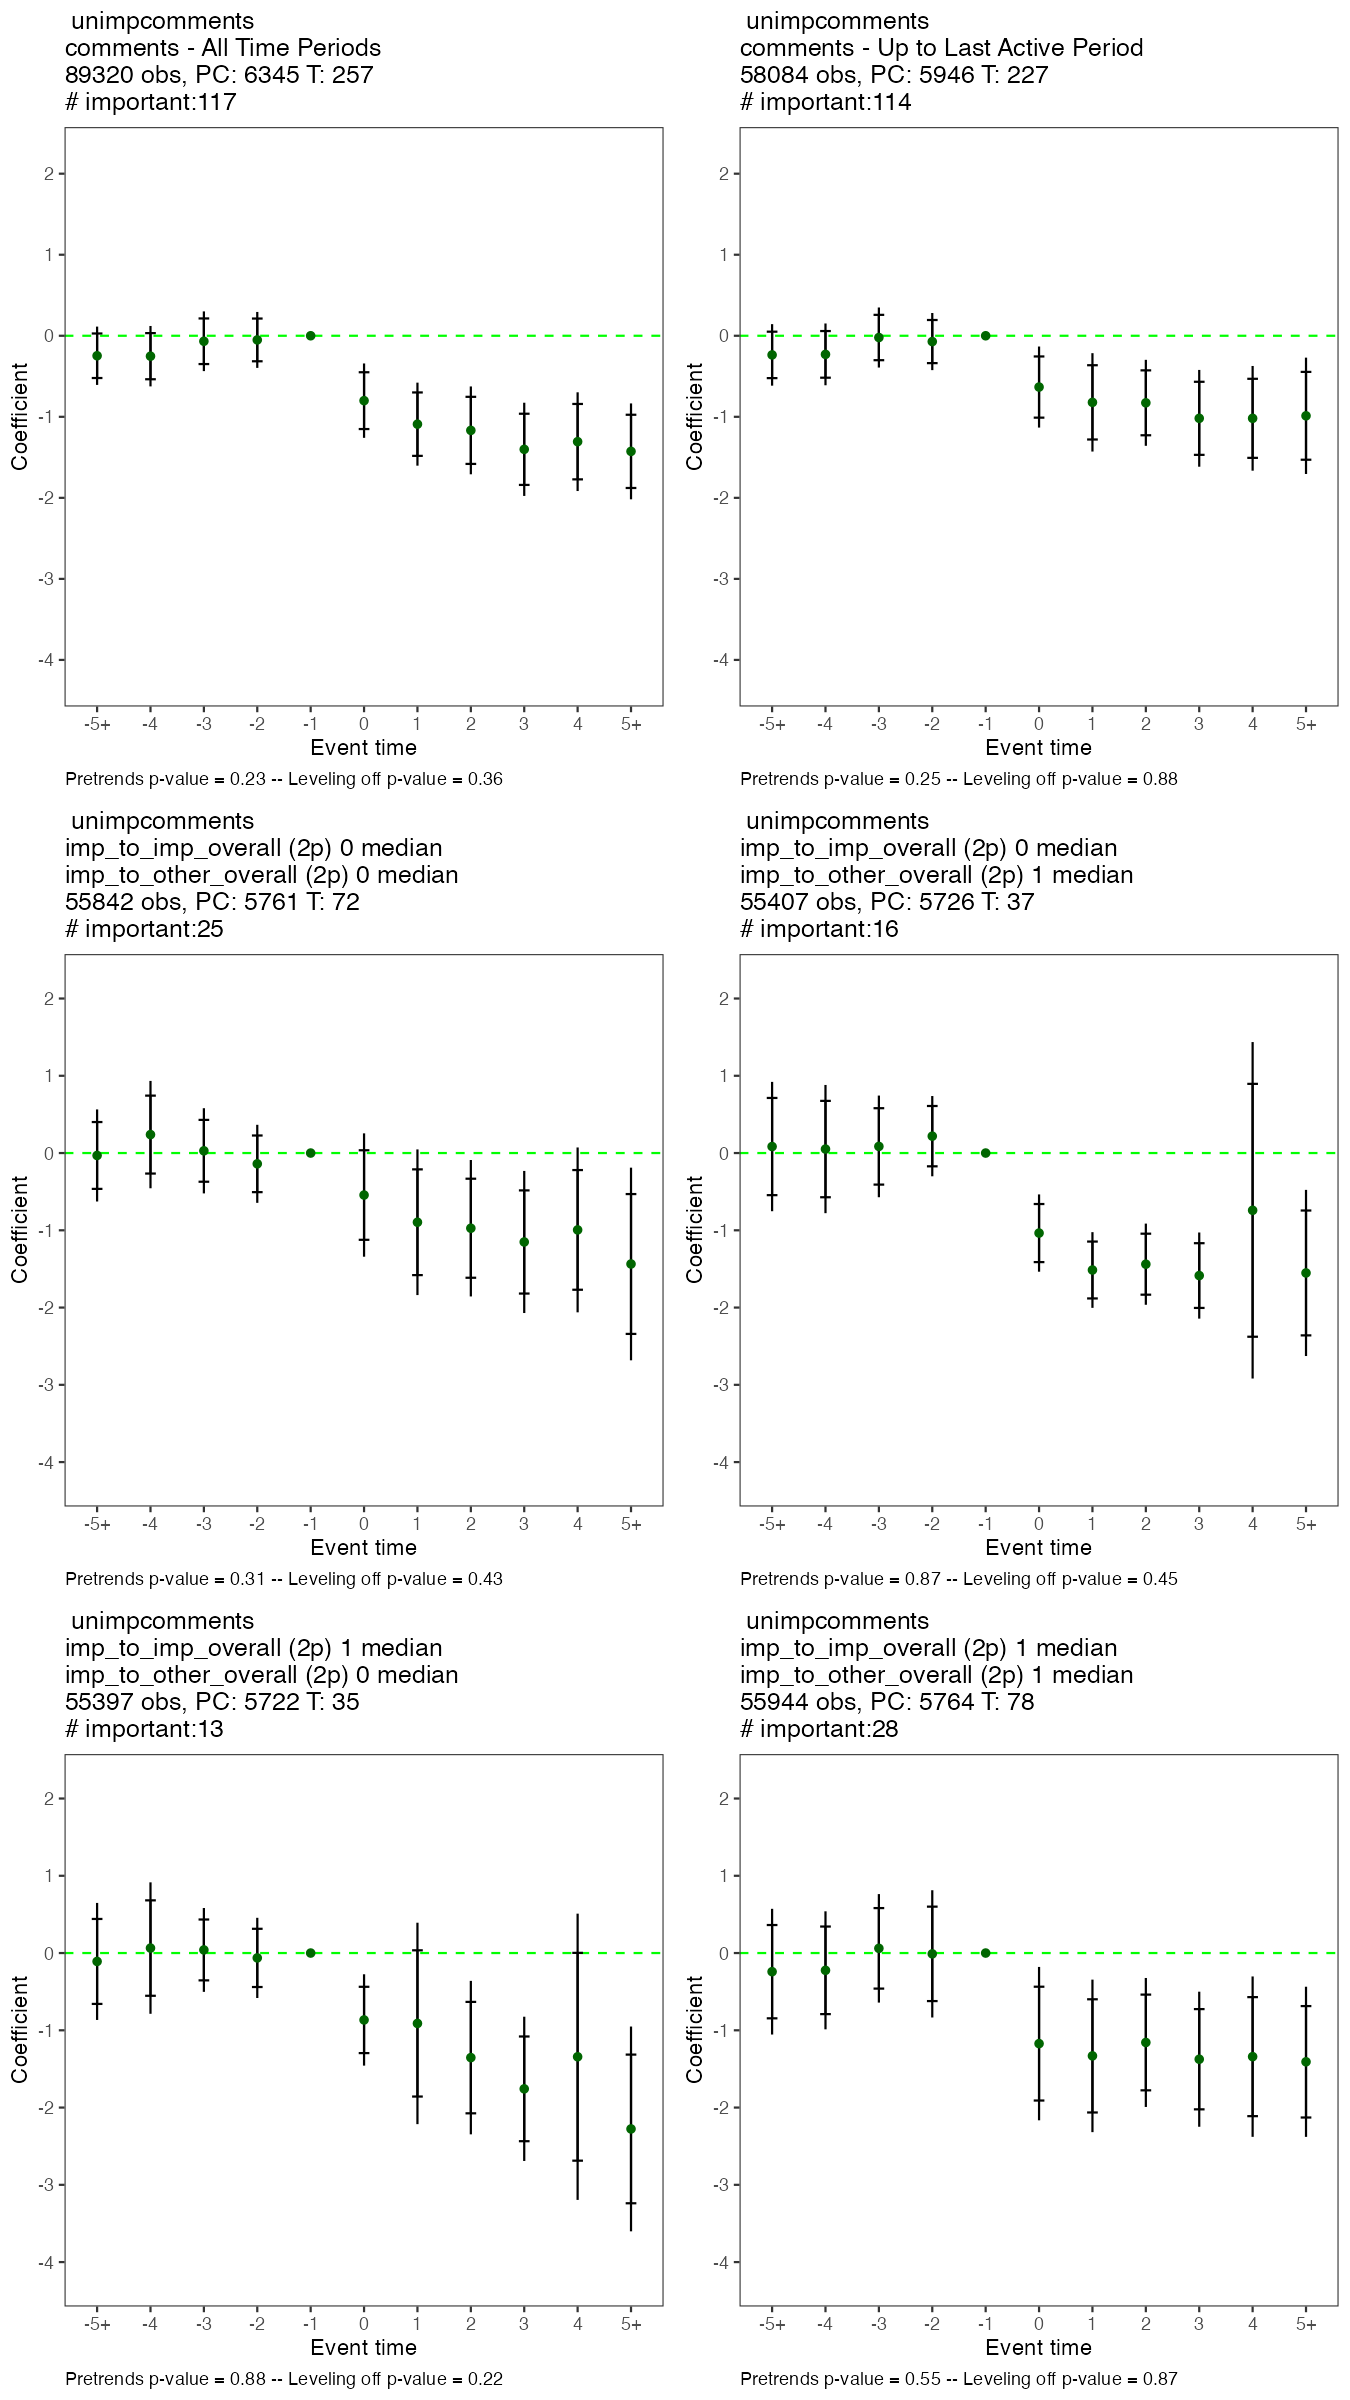 unimpcomments
comments - All Time Periods
89320 obs, PC: 6345 T: 257
# important:117
2
1
0
-1
-2
-3
-4
Coefficient
-5+ -4 -3 -2 -1 0 1 2 3 4 5+
Event time
Pretrends p-value = 0.23 -- Leveling off p-value = 0.36
unimpcomments
comments - Up to Last Active Period
58084 obs, PC: 5946 T: 227
# important:114
2
1
0
-1
-2
-3
-4
Coefficient
-5+ -4 -3 -2 -1 0 1 2 3 4 5+
Event time
Pretrends p-value = 0.25 -- Leveling off p-value = 0.88
unimpcomments
imp_to_imp_overall (2p) 0 median
imp_to_other_overall (2p) 0 median
55842 obs, PC: 5761 T: 72
# important:25
2
1
0
-1
-2
-3
-4
Coefficient
-5+ -4 -3 -2 -1 0 1 2 3 4 5+
Event time
Pretrends p-value = 0.31 -- Leveling off p-value = 0.43
unimpcomments
imp_to_imp_overall (2p) 0 median
imp_to_other_overall (2p) 1 median
55407 obs, PC: 5726 T: 37
# important:16
2
1
0
-1
-2
-3
-4
Coefficient
-5+ -4 -3 -2 -1 0 1 2 3 4 5+
Event time
Pretrends p-value = 0.87 -- Leveling off p-value = 0.45
unimpcomments
imp_to_imp_overall (2p) 1 median
imp_to_other_overall (2p) 0 median
55397 obs, PC: 5722 T: 35
# important:13
2
1
0
-1
-2
-3
-4
Coefficient
-5+ -4 -3 -2 -1 0 1 2 3 4 5+
Event time
Pretrends p-value = 0.88 -- Leveling off p-value = 0.22
unimpcomments
imp_to_imp_overall (2p) 1 median
imp_to_other_overall (2p) 1 median
55944 obs, PC: 5764 T: 78
# important:28
2
1
0
-1
-2
-3
-4
Coefficient
-5+ -4 -3 -2 -1 0 1 2 3 4 5+
Event time
Pretrends p-value = 0.55 -- Leveling off p-value = 0.87